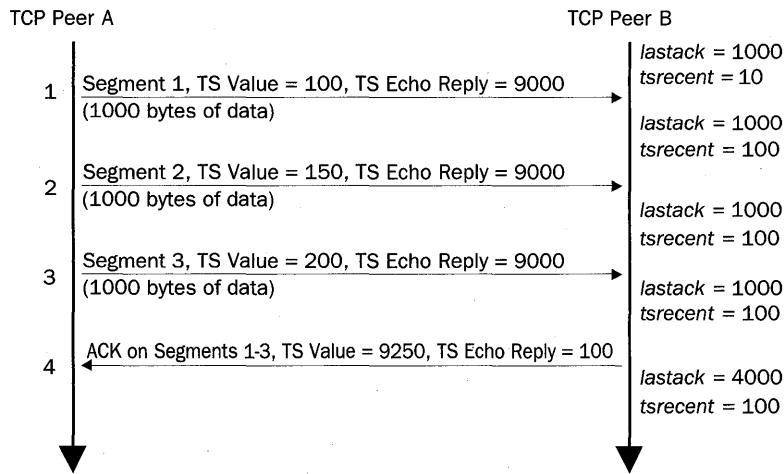 TCP Peer A
TCP Peer B
lastack = 1000
tsrecent = 10
1
Segment 1, TS Value = 100, TS Echo Reply = 9000
(1000 bytes of data)
lastack = 1000
tsrecent = 100
2
Segment 2, TS Value = 150, TS Echo Reply = 9000
(1000 bytes of data)
lastack = 1000
tsrecent = 100
3
Segment 3, TS Value = 200, TS Echo Reply = 9000
(1000 bytes of data)
lastack = 1000
tsrecent = 100
4
ACK on Segments 1-3, TS Value = 9250, TS Echo Reply = 100
lastack = 4000
tsrecent = 100